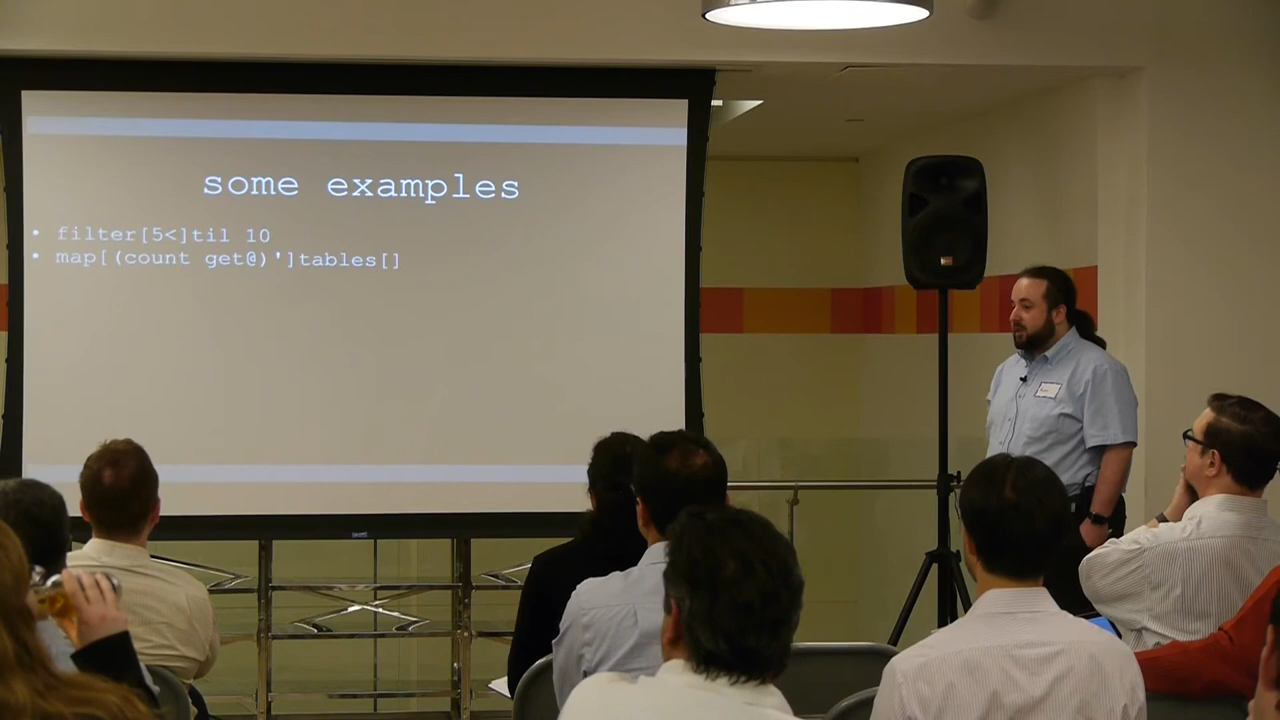 some examples
• filter[5<]til 10
• map[(count get@)']tables[]